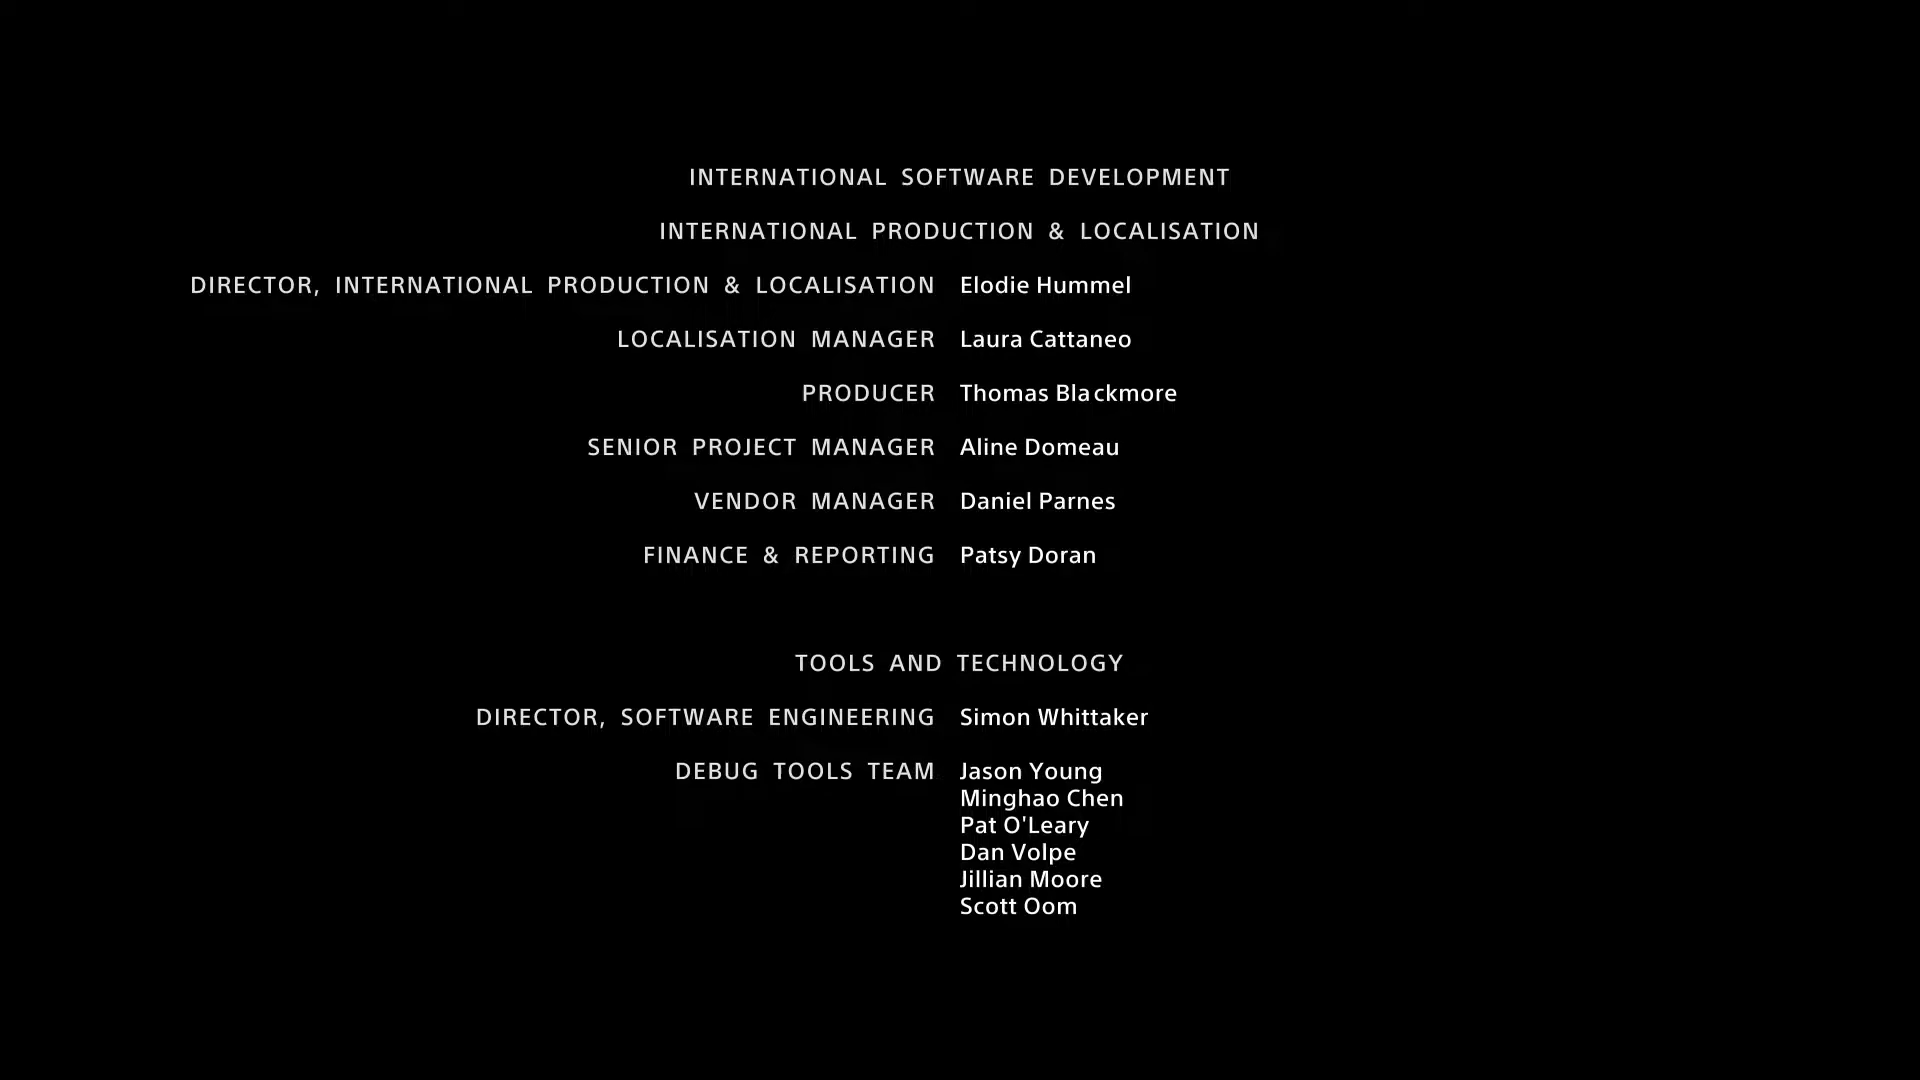 INTERNATIONAL SOFTWARE DEVELOPMENT
INTERNATIONAL PRODUCTION & LOCALISATION
DIRECTOR, INTERNATIONAL PRODUCTION & LOCALISATION Elodie Hummel
LOCALISATION MANAGER Laura Cattaneo
PRODUCER Thomas Blackmore
SENIOR PROJECT MANAGER Aline Domeau
VENDOR MANAGER Daniel Parnes
FINANCE & REPORTING Patsy Doran
TOOLS AND TECHNOLOGY
DIRECTOR, SOFTWARE ENGINEERING Simon Whittaker
DEBUG TOOLS TEAM Jason Young
Minghao Chen
Pat O'Leary
Dan Volpe
Jillian Moore
Scott Oom